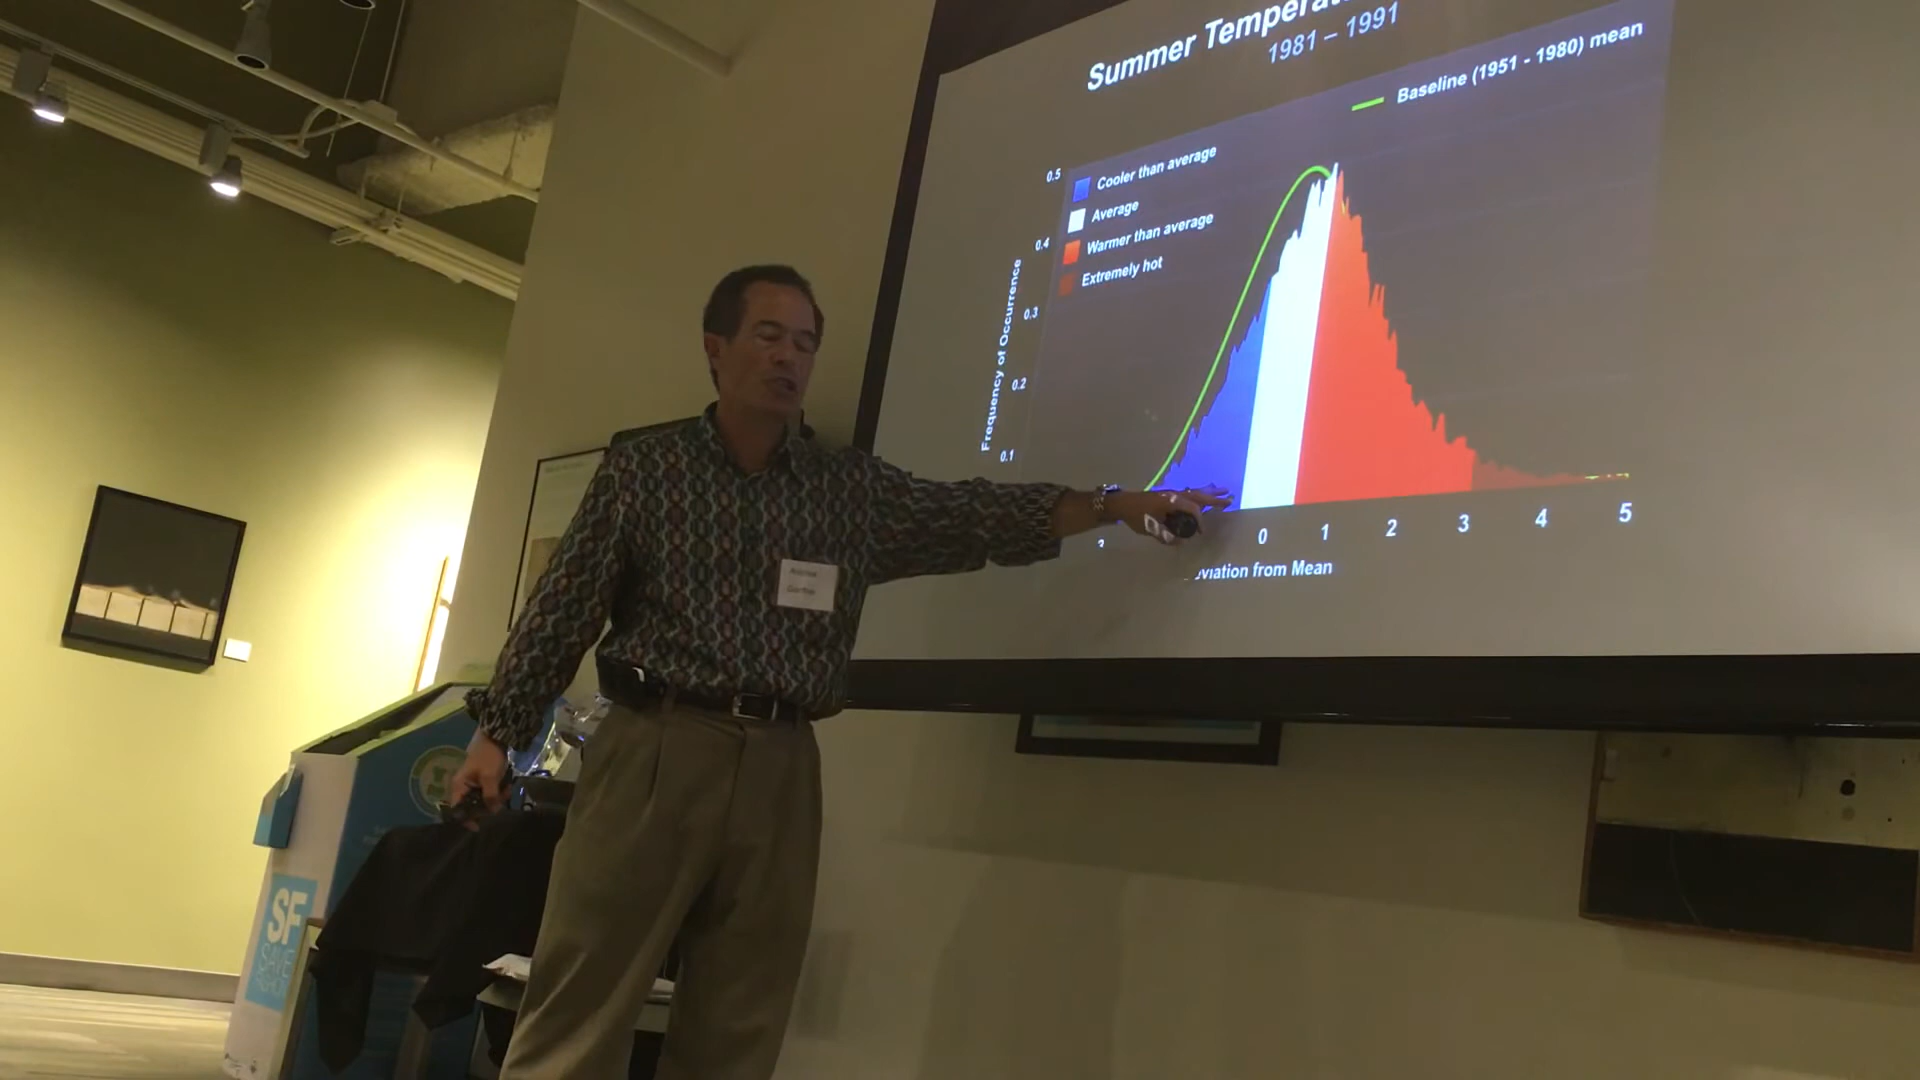 Summer Temperat
1981 – 1991
Baseline (1951 - 1980) mean
Cooler than average
Average
Warmer than average
Extremely hot
Frequency of Occurrence
0.5
0.4
0.3
0.2
0.1
0 1 2 3 4 5
eviation from Mean
SF